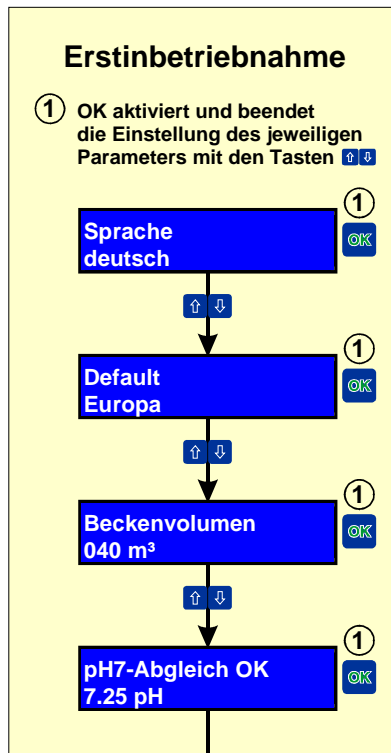 Erstinbetriebnahme
1 OK aktiviert und beendet
die Einstellung des jeweiligen
Parameters mit den Tasten ⇧ ⇩
1
Sprache
deutsch
OK
⇧ ⇩
1
Default
Europa
OK
⇧ ⇩
1
Beckenvolumen
040 m³
OK
⇧ ⇩
1
pH7-Abgleich OK
7.25 pH
OK